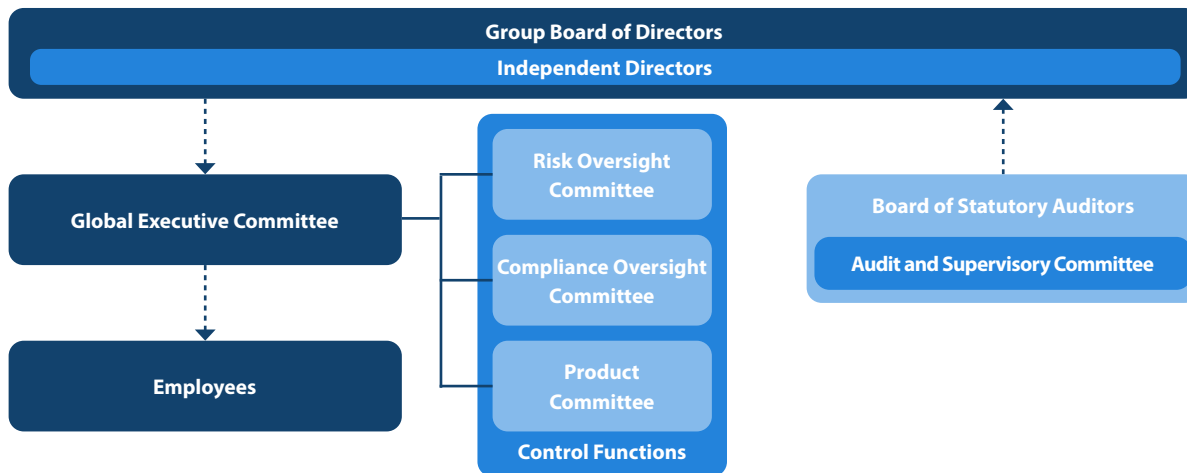 Group Board of Directors
Independent Directors
Risk Oversight
Committee
Global Executive Committee
Compliance Oversight
Committee
Board of Statutory Auditors
Audit and Supervisory Committee
Employees
Product
Committee
Control Functions